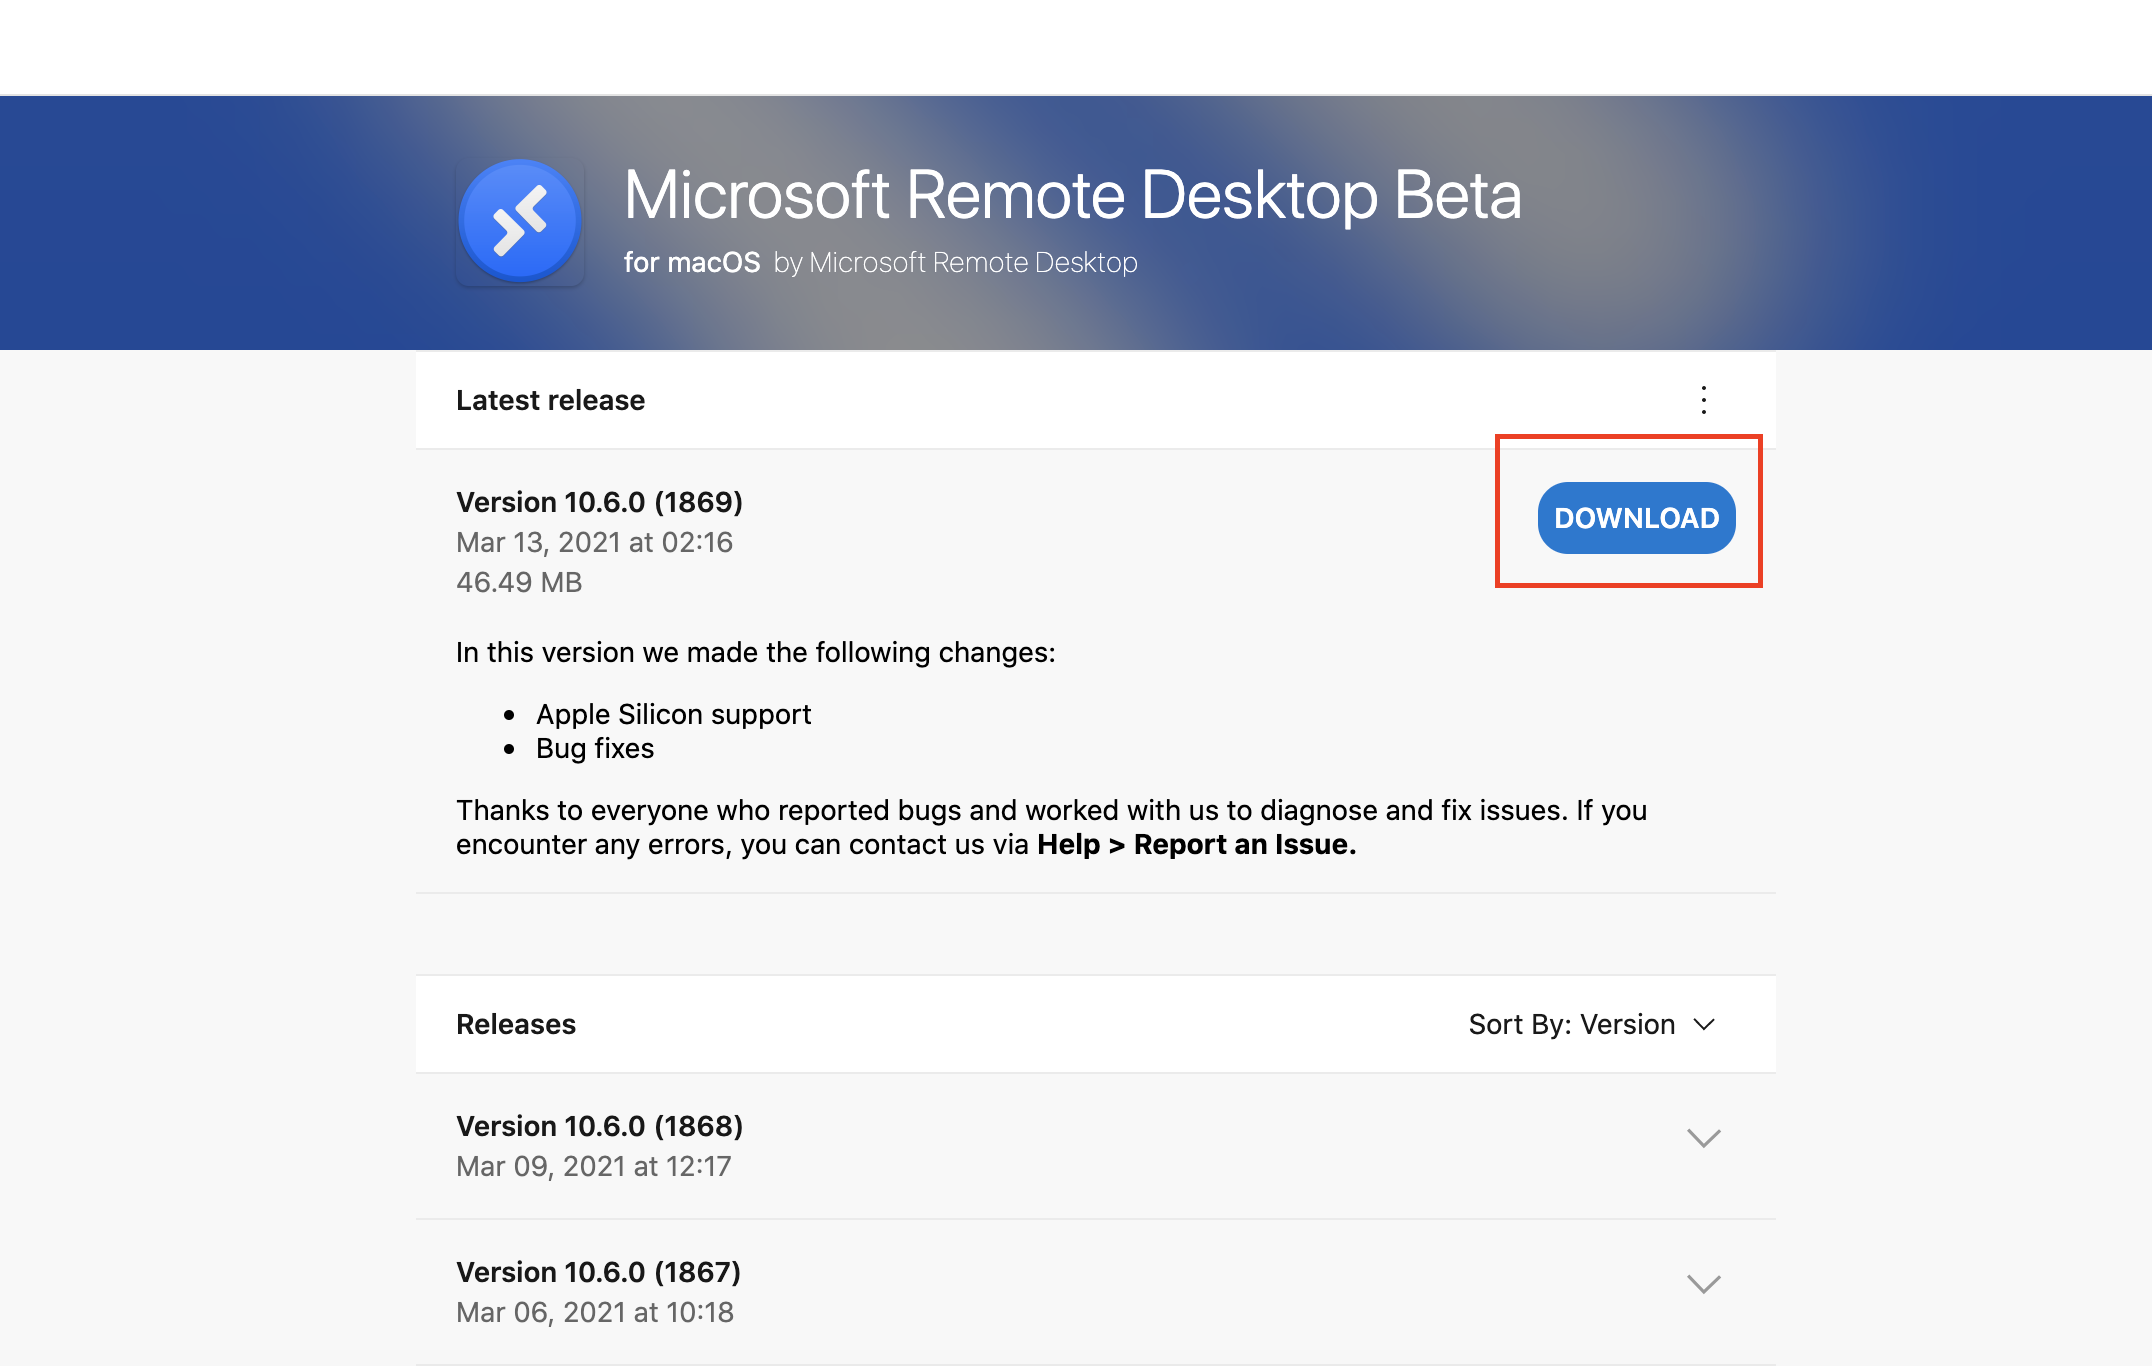 Microsoft Remote Desktop Beta
for macOS by Microsoft Remote Desktop
Latest release
Version 10.6.0 (1869)
DOWNLOAD
Mar 13, 2021 at 02:16
46.49 MB
In this version we made the following changes:
• Apple Silicon support
• Bug fixes
Thanks to everyone who reported bugs and worked with us to diagnose and fix issues. If you
encounter any errors, you can contact us via Help > Report an Issue.
Releases
Sort By: Version
Version 10.6.0 (1868)
Mar 09, 2021 at 12:17
Version 10.6.0 (1867)
Mar 06, 2021 at 10:18